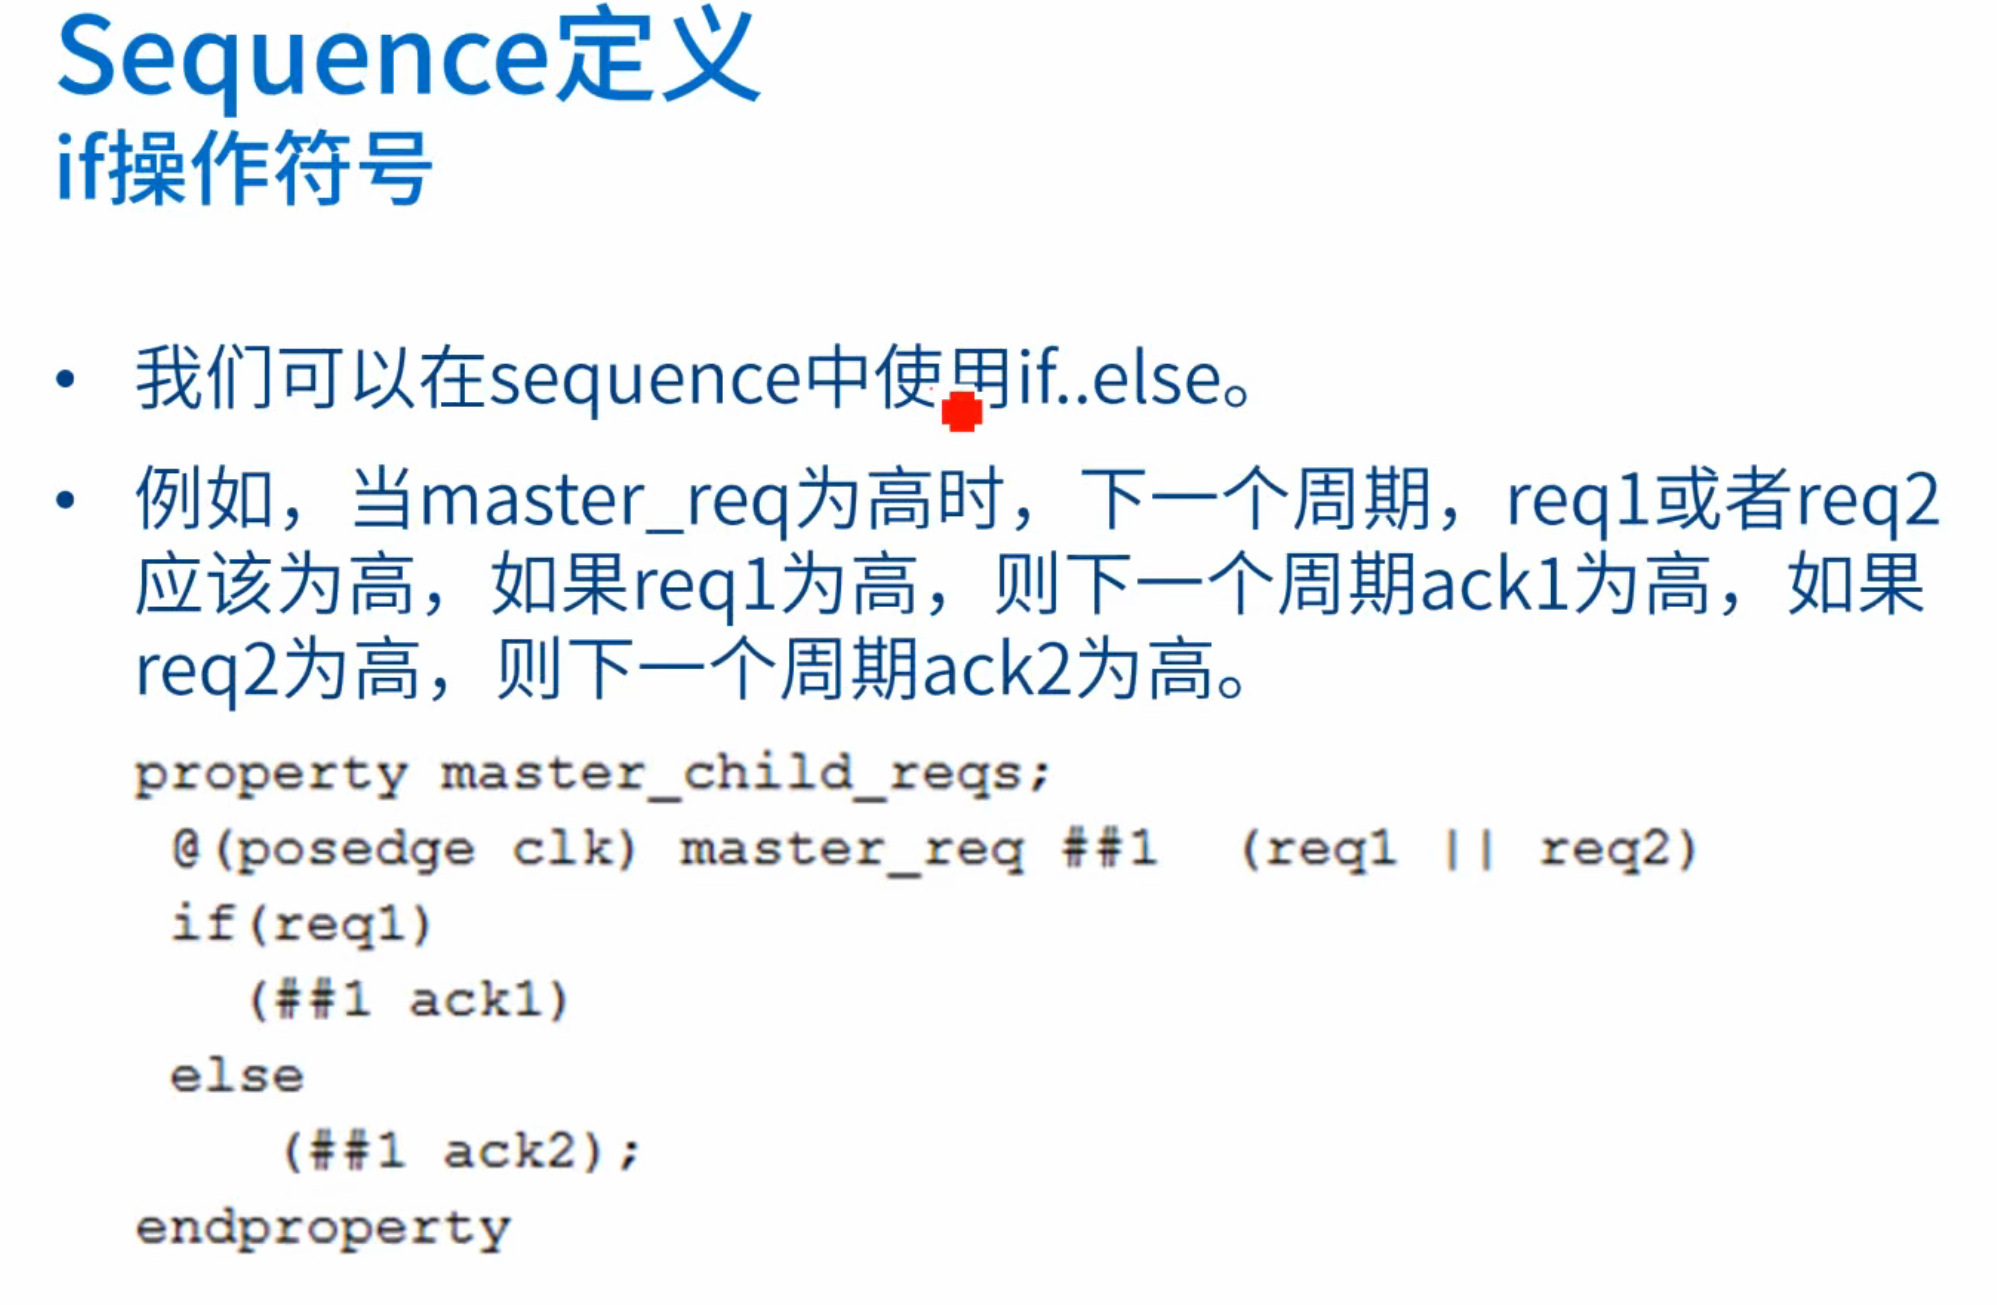 Sequence定义
if操作符号
• 我们可以在sequence中使用if..else。
• 例如，当master_req为高时，下一个周期，req1或者req2
应该为高，如果req1为高，则下一个周期ack1为高，如果
req2为高，则下一个周期ack2为高。
property master_child_reqs;
@(posedge clk) master_req ##1  (req1 || req2)
if(req1)
(##1 ack1)
else
(##1 ack2);
endproperty